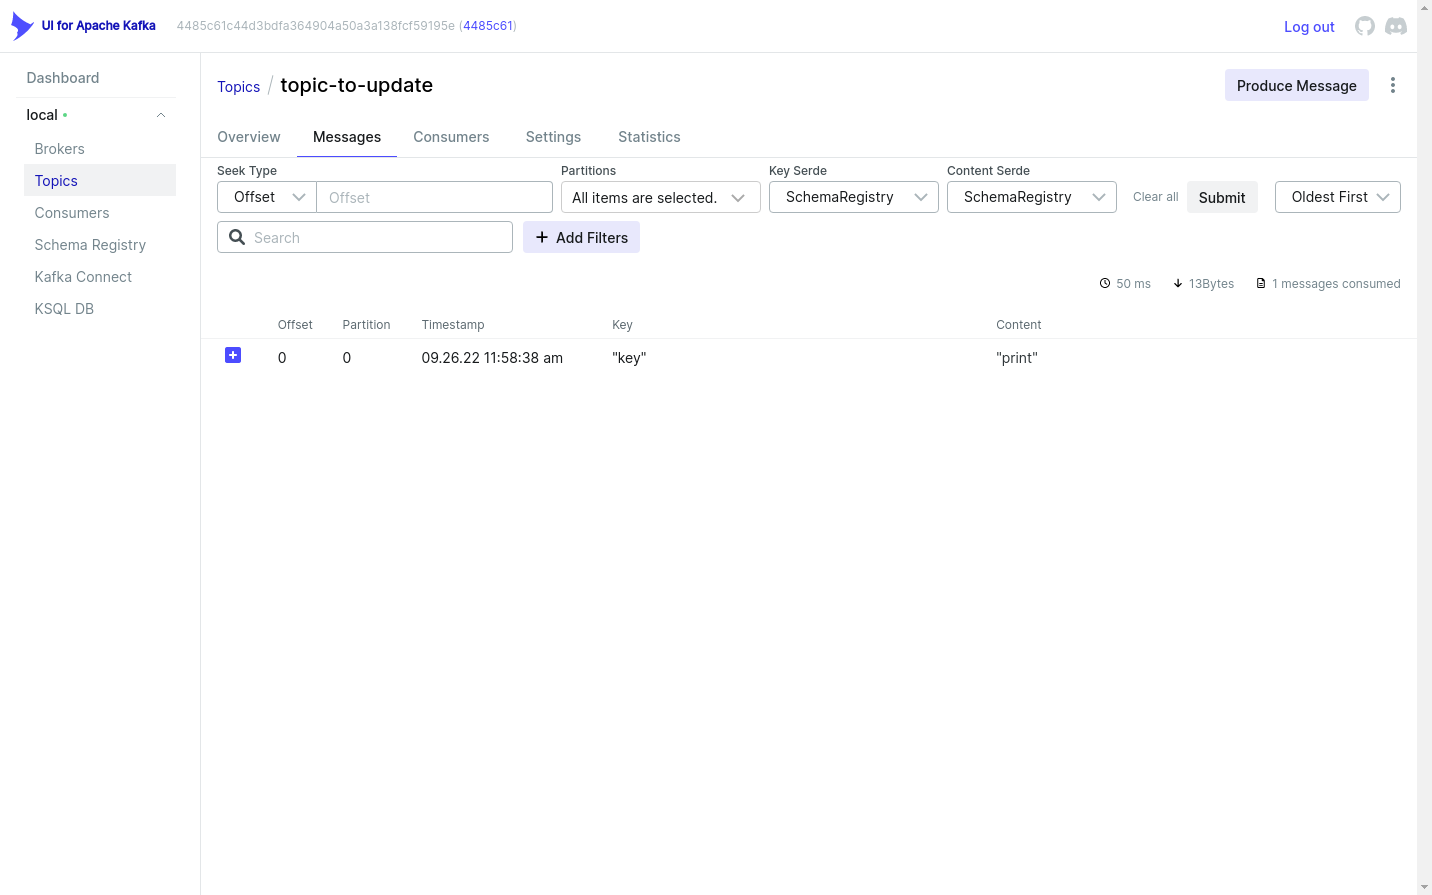 UI for Apache Kafka 4485c61c44d3bdfa364904a50a3a138fcf59195e (4485c61) Log out
Dashboard
local
Brokers
Topics
Consumers
Schema Registry
Kafka Connect
KSQL DB
Topics / topic-to-update Produce Message
Overview Messages Consumers Settings Statistics
Seek Type Partitions Key Serde Content Serde
Offset Offset All items are selected. SchemaRegistry SchemaRegistry Clear all Submit Oldest First
Search Add Filters
50 ms 13Bytes 1 messages consumed
Offset Partition Timestamp Key Content
0 0 09.26.22 11:58:38 am "key" "print"